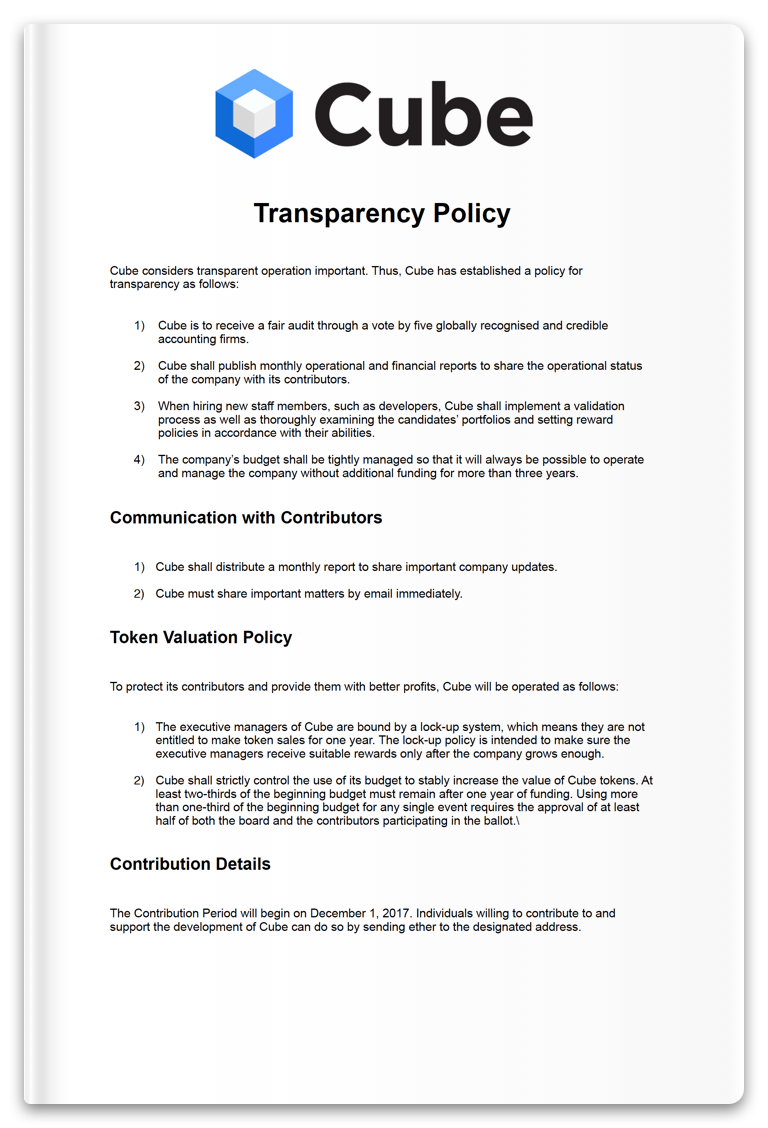 Cube
Transparency Policy
Cube considers transparent operation important. Thus, Cube has established a policy for
transparency as follows:
1) Cube is to receive a fair audit through a vote by five globally recognised and credible
accounting firms.
2) Cube shall publish monthly operational and financial reports to share the operational status
of the company with its contributors.
3) When hiring new staff members, such as developers, Cube shall implement a validation
process as well as thoroughly examining the candidates' portfolios and setting reward
policies in accordance with their abilities.
4) The company's budget shall be tightly managed so that it will always be possible to operate
and manage the company without additional funding for more than three years.
Communication with Contributors
1) Cube shall distribute a monthly report to share important company updates.
2) Cube must share important matters by email immediately.
Token Valuation Policy
To protect its contributors and provide them with better profits, Cube will be operated as follows:
1) The executive managers of Cube are bound by a lock-up system, which means they are not
entitled to make token sales for one year. The lock-up policy is intended to make sure the
executive managers receive suitable rewards only after the company grows enough.
2) Cube shall strictly control the use of its budget to stably increase the value of Cube tokens. At
least two-thirds of the beginning budget must remain after one year of funding. Using more
than one-third of the beginning budget for any single event requires the approval of at least
half of both the board and the contributors participating in the ballot.\
Contribution Details
The Contribution Period will begin on December 1, 2017. Individuals willing to contribute to and
support the development of Cube can do so by sending ether to the designated address.